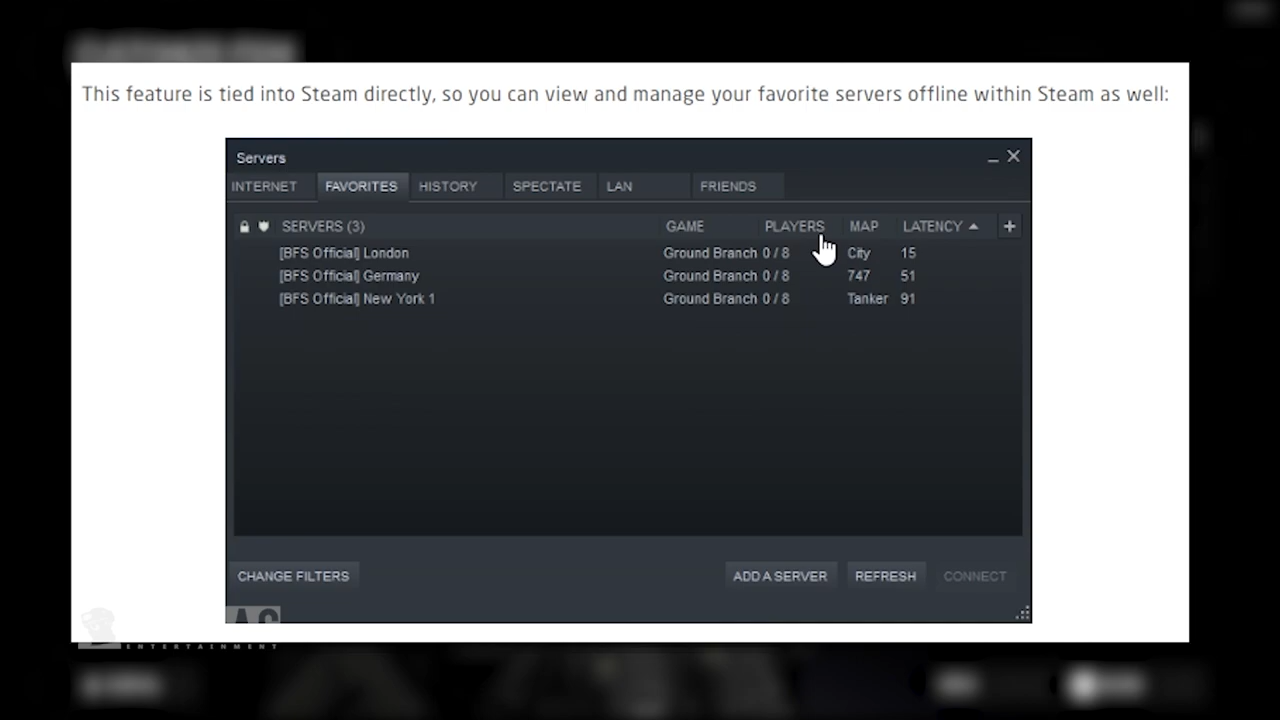 This feature is tied into Steam directly, so you can view and manage your favorite servers offline within Steam as well:
Servers
INTERNET FAVORITES HISTORY SPECTATE LAN FRIENDS
SERVERS (3) GAME PLAYERS MAP LATENCY
[BFS Official] London Ground Branch 0 / 8 City 15
[BFS Official] Germany Ground Branch 0 / 8 747 51
[BFS Official] New York 1 Ground Branch 0 / 8 Tanker 91
CHANGE FILTERS ADD A SERVER REFRESH CONNECT
ENTERTAINMENT